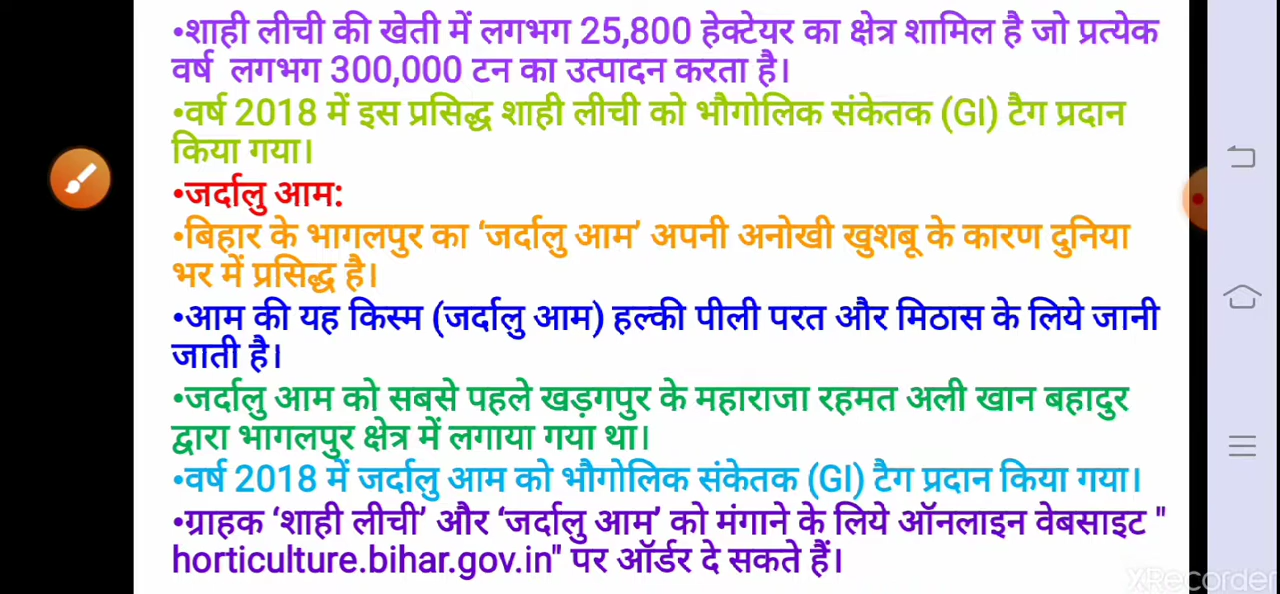 •शाही लीची की खेती में लगभग 25,800 हेक्टेयर का क्षेत्र शामिल है जो प्रत्येक
वर्ष लगभग 300,000 टन का उत्पादन करता है।
•वर्ष 2018 में इस प्रसिद्ध शाही लीची को भौगोलिक संकेतक (GI) टैग प्रदान
किया गया।
•जर्दालु आम:
•बिहार के भागलपुर का ‘जर्दालु आम’ अपनी अनोखी खुशबू के कारण दुनिया
भर में प्रसिद्ध है।
•आम की यह किस्म (जर्दालु आम) हल्की पीली परत और मिठास के लिये जानी
जाती है।
•जर्दालु आम को सबसे पहले खड़गपुर के महाराजा रहमत अली खान बहादुर
द्वारा भागलपुर क्षेत्र में लगाया गया था।
•वर्ष 2018 में जर्दालु आम को भौगोलिक संकेतक (GI) टैग प्रदान किया गया।
•ग्राहक ‘शाही लीची’ और ‘जर्दालु आम’ को मंगाने के लिये ऑनलाइन वेबसाइट "
horticulture.bihar.gov.in" पर ऑर्डर दे सकते हैं।
XRecorder